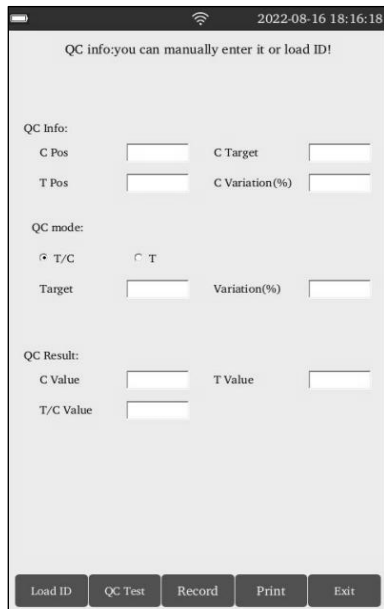 2022-08-16 18:16:18
QC info:you can manually enter it or load ID!
QC Info:
C Pos C Target
T Pos C Variation(%)
QC mode:
T/C T
Target Variation(%)
QC Result:
C Value T Value
T/C Value
Load ID QC Test Record Print Exit